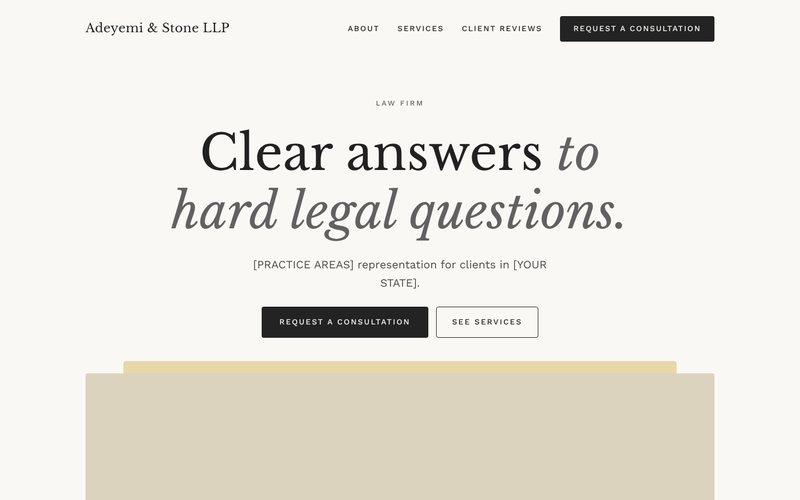 Adeyemi & Stone LLP
ABOUT SERVICES CLIENT REVIEWS REQUEST A CONSULTATION
LAW FIRM
Clear answers to
hard legal questions.
[PRACTICE AREAS] representation for clients in [YOUR
STATE].
REQUEST A CONSULTATION SEE SERVICES